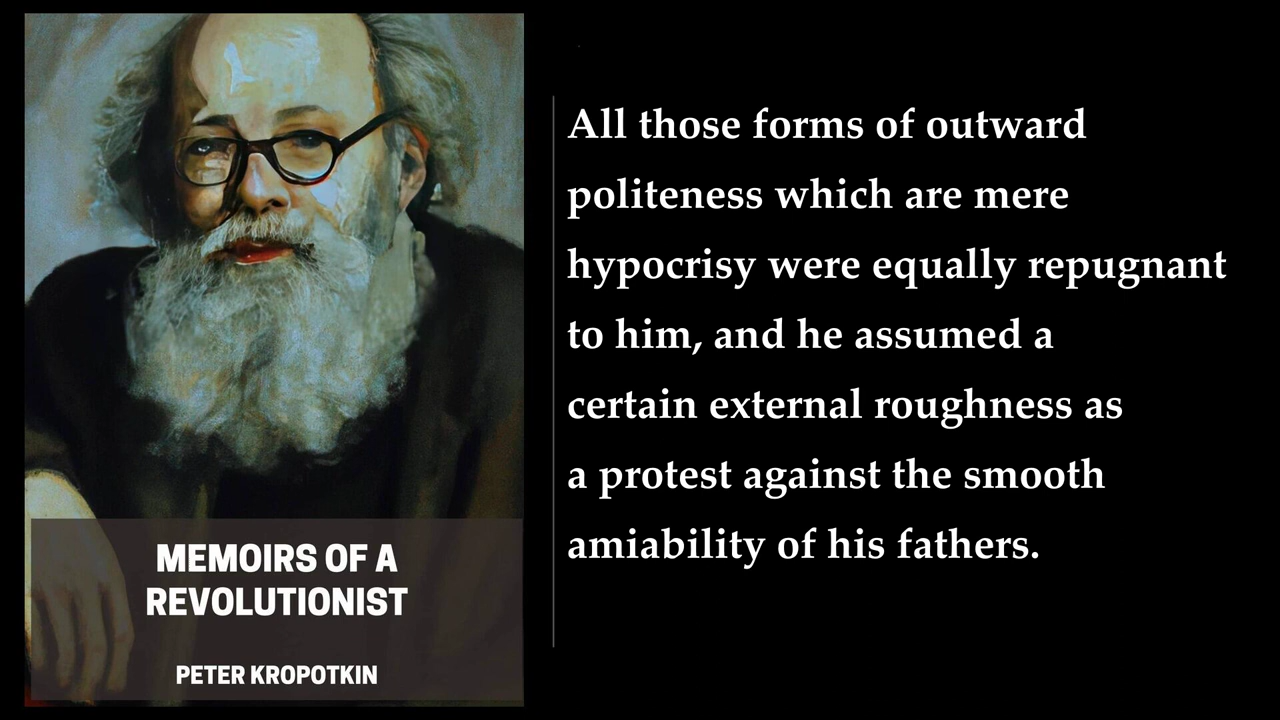 MEMOIRS OF A
REVOLUTIONIST
PETER KROPOTKIN
All those forms of outward
politeness which are mere
hypocrisy were equally repugnant
to him, and he assumed a
certain external roughness as
a protest against the smooth
amiability of his fathers.